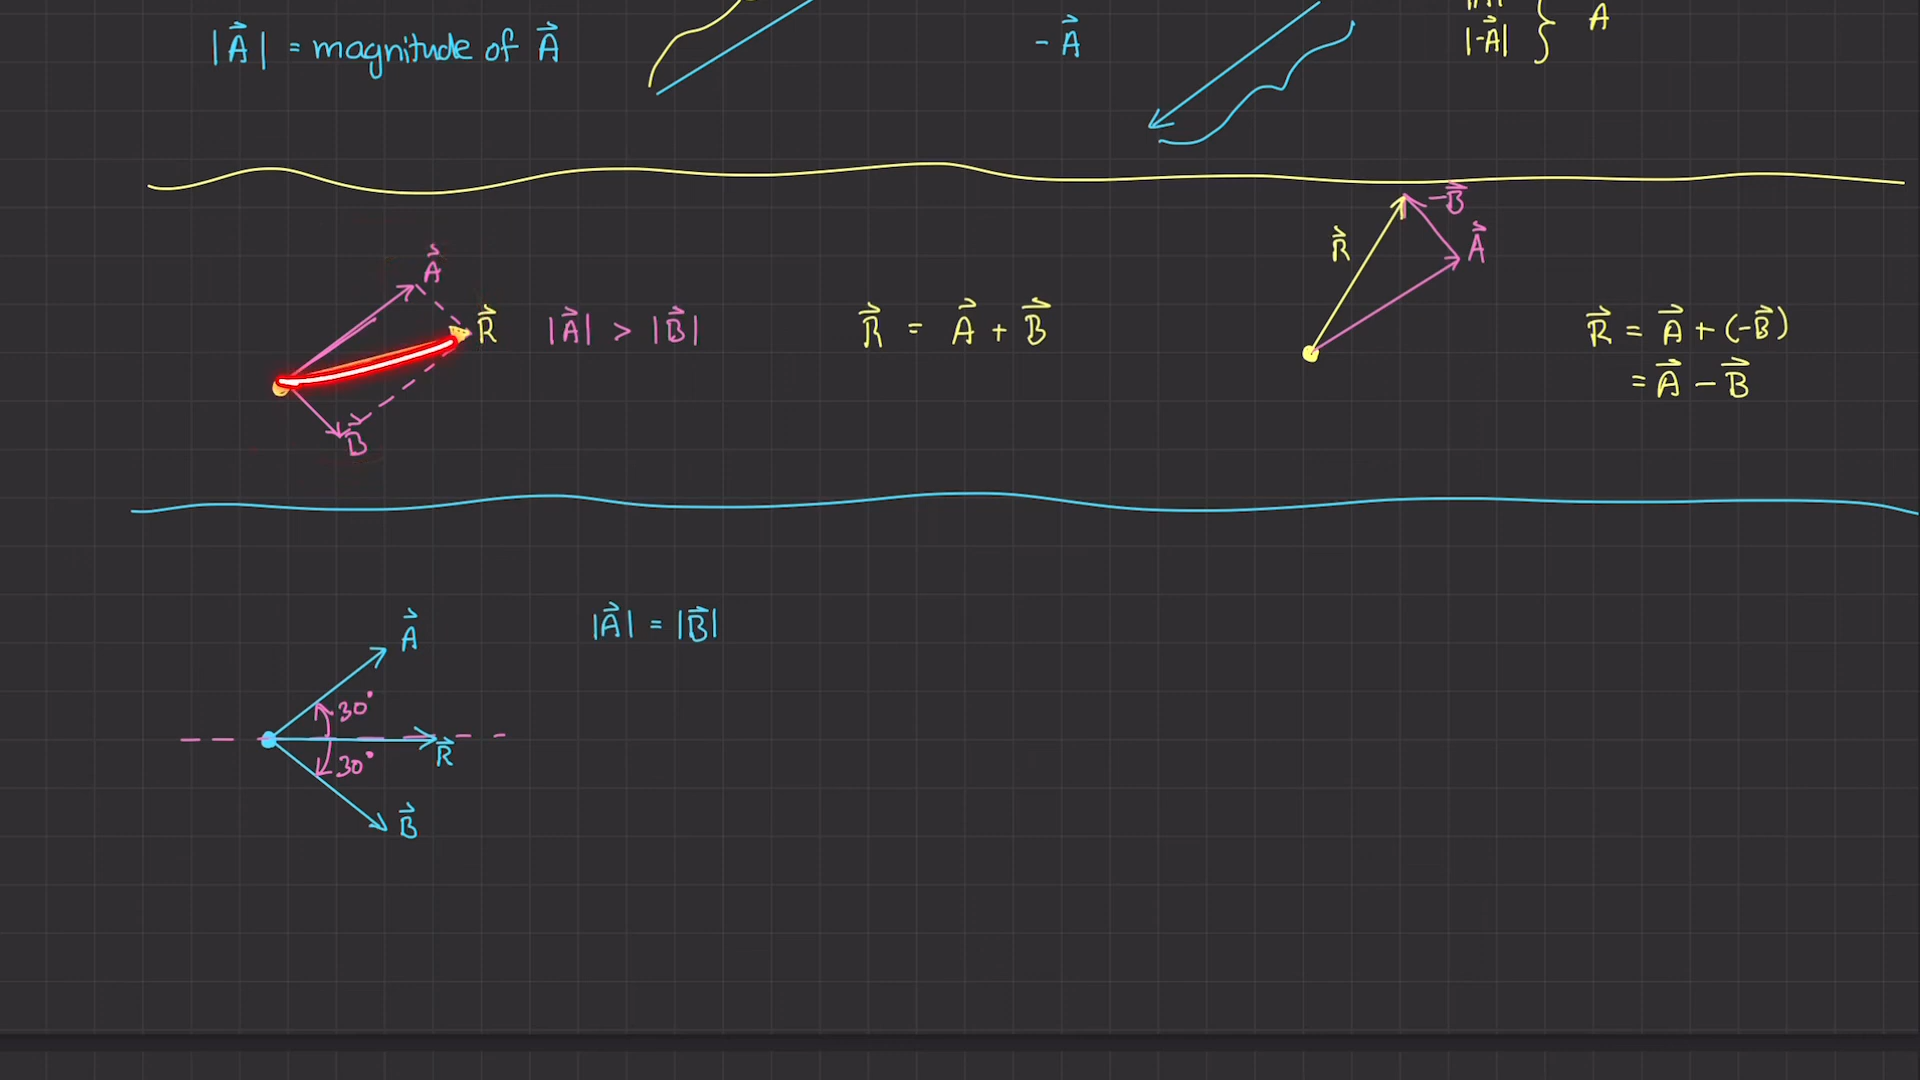 |A⃗| = magnitude of A⃗
- A⃗
|-A⃗| } A
A⃗
R⃗
B⃗
|A⃗| > |B⃗|
R⃗ = A⃗ + B⃗
-B⃗
R⃗
A⃗
R⃗ = A⃗ + (-B⃗)
= A⃗ - B⃗
A⃗
|A⃗| = |B⃗|
30°
R⃗
30°
B⃗